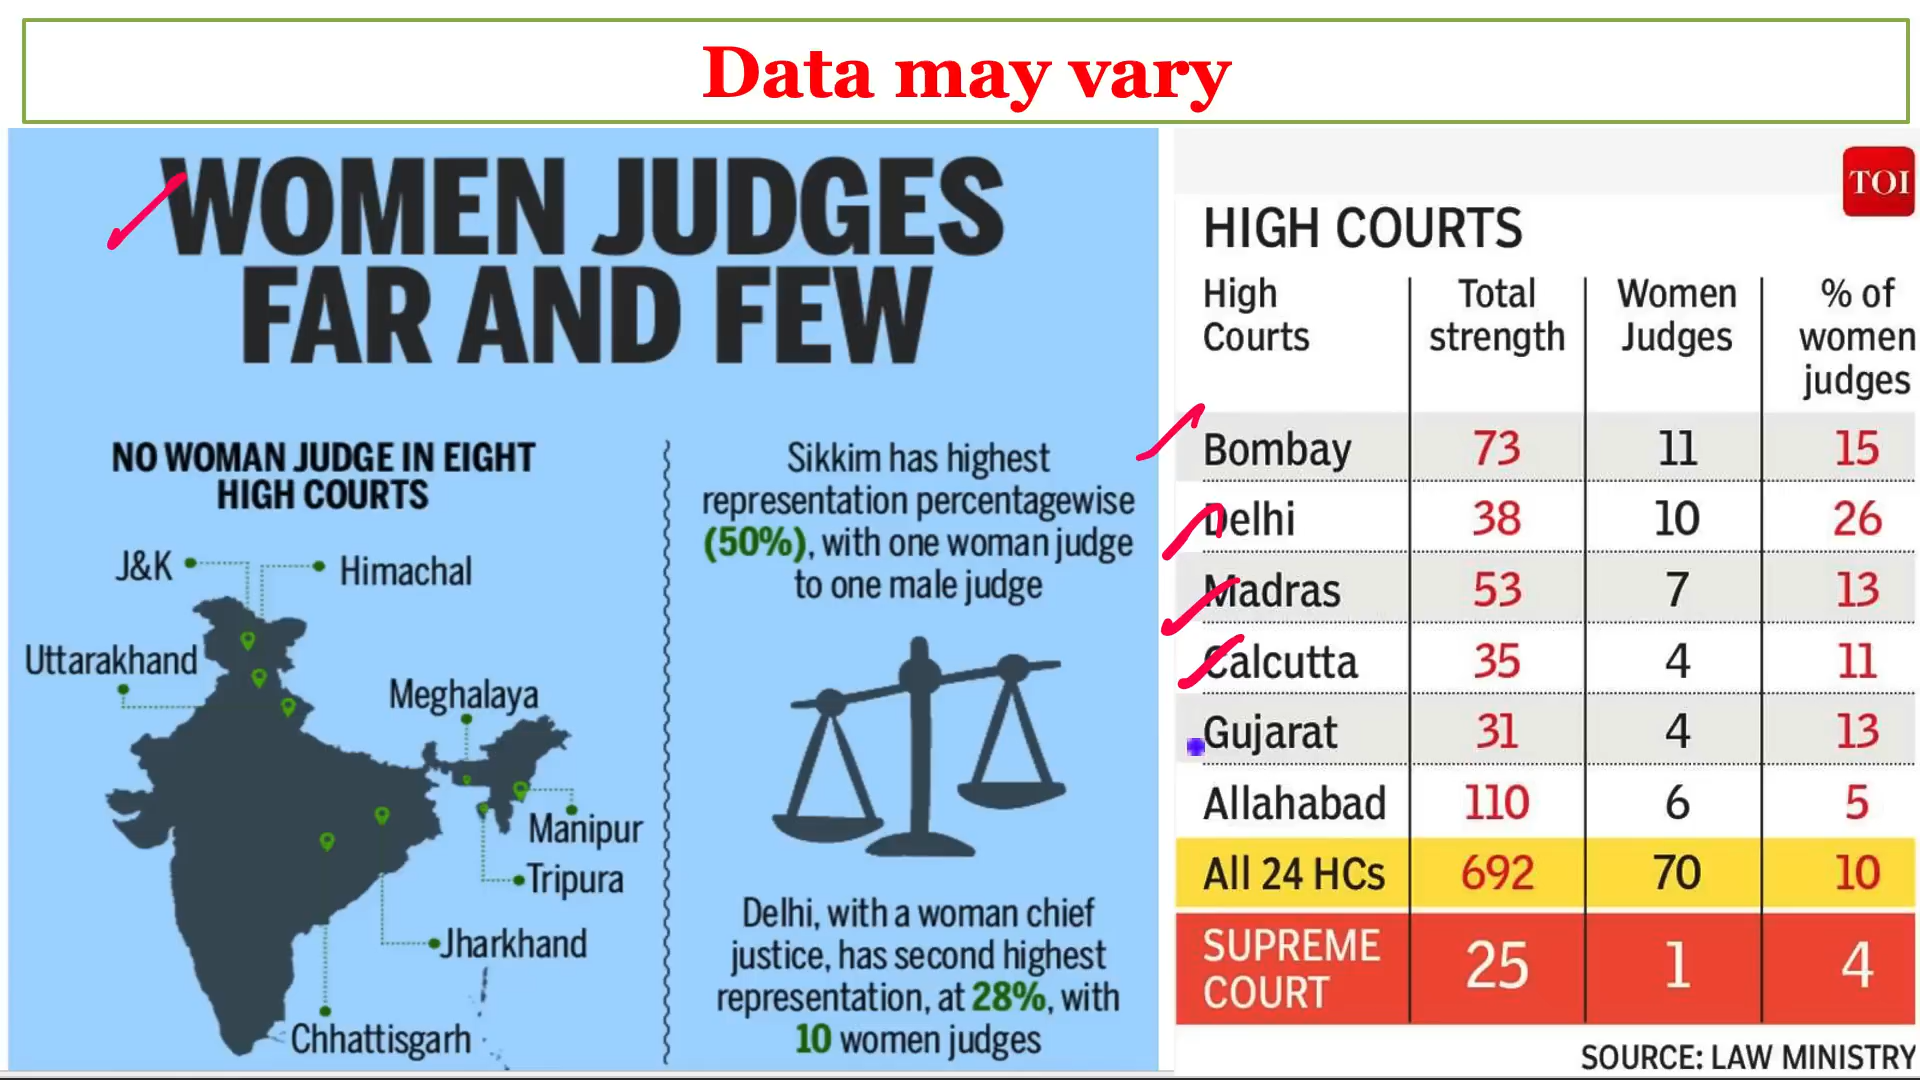 Data may vary
WOMEN JUDGES
FAR AND FEW
NO WOMAN JUDGE IN EIGHT
HIGH COURTS
J&K
Himachal
Uttarakhand
Meghalaya
Manipur
Tripura
Jharkhand
Chhattisgarh
Sikkim has highest
representation percentagewise
(50%), with one woman judge
to one male judge
Delhi, with a woman chief
justice, has second highest
representation, at 28%, with
10 women judges
TOI
HIGH COURTS
High Courts | Total strength | Women Judges | % of women judges
Bombay 73 11 15
Delhi 38 10 26
Madras 53 7 13
Calcutta 35 4 11
Gujarat 31 4 13
Allahabad 110 6 5
All 24 HCs 692 70 10
SUPREME COURT 25 1 4
SOURCE: LAW MINISTRY